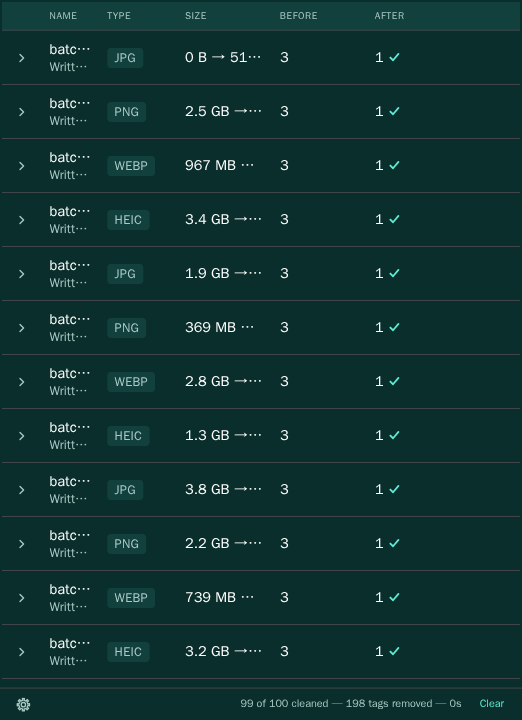 NAME TYPE SIZE BEFORE AFTER
batc··· JPG 0 B → 51··· 3 1
Writt···
batc··· PNG 2.5 GB →··· 3 1
Writt···
batc··· WEBP 967 MB ··· 3 1
Writt···
batc··· HEIC 3.4 GB →··· 3 1
Writt···
batc··· JPG 1.9 GB →··· 3 1
Writt···
batc··· PNG 369 MB ··· 3 1
Writt···
batc··· WEBP 2.8 GB →··· 3 1
Writt···
batc··· HEIC 1.3 GB →··· 3 1
Writt···
batc··· JPG 3.8 GB →··· 3 1
Writt···
batc··· PNG 2.2 GB →··· 3 1
Writt···
batc··· WEBP 739 MB ··· 3 1
Writt···
batc··· HEIC 3.2 GB →··· 3 1
Writt···
99 of 100 cleaned — 198 tags removed — 0s Clear